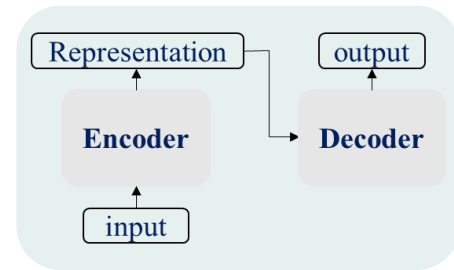 Representation
output
Encoder
Decoder
input